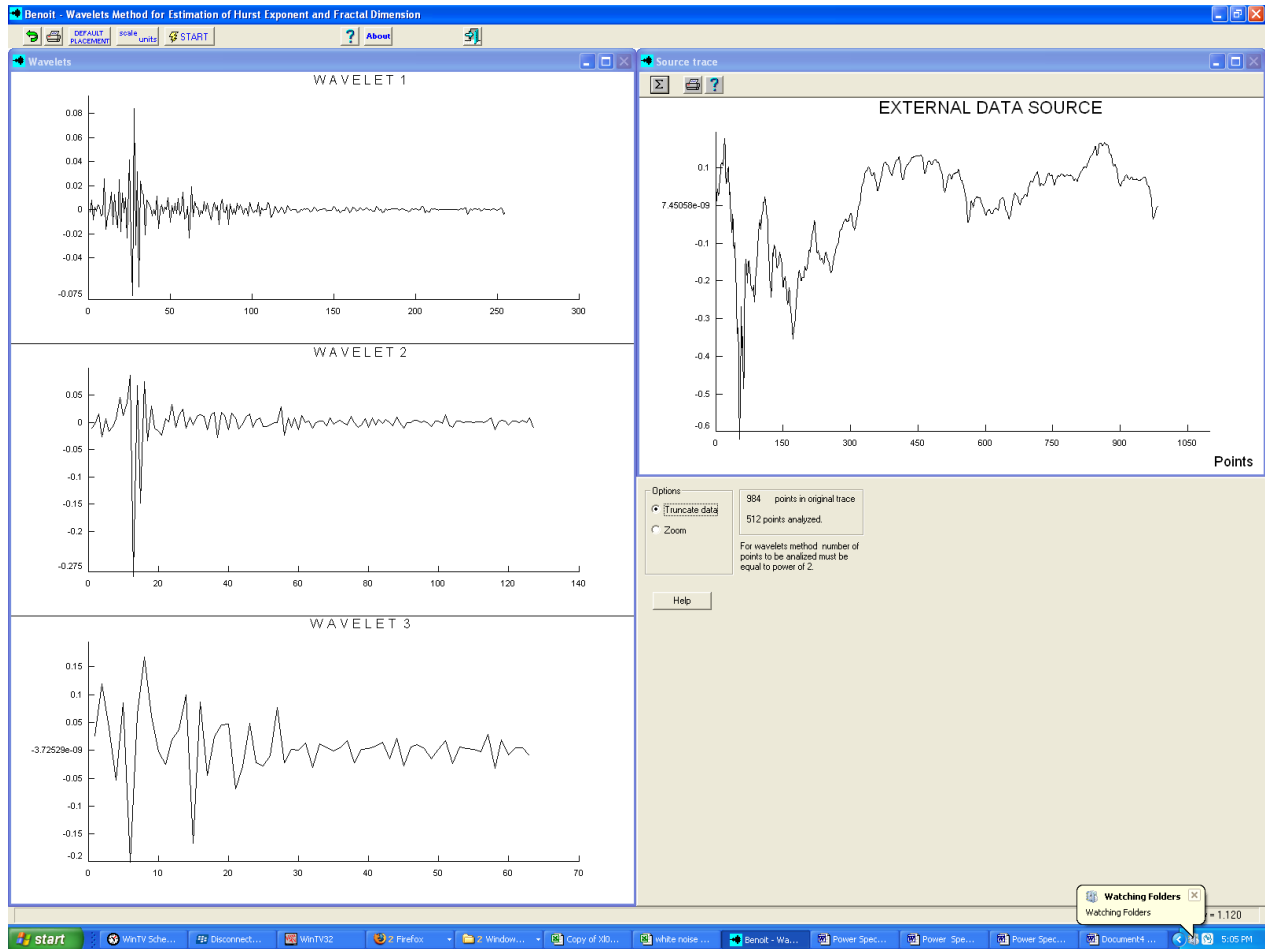 Benoit - Wavelets Method for Estimation of Hurst Exponent and Fractal Dimension
DEFAULT PLACEMENT
scale units
START
?
About
Wavelets
WAVELET 1
0.08
0.06
0.04
0.02
0
-0.02
-0.04
-0.075
0 50 100 150 200 250 300
WAVELET 2
0.05
0
-0.05
-0.1
-0.15
-0.2
-0.275
0 20 40 60 80 100 120 140
WAVELET 3
0.15
0.1
0.05
-3.72529e-09
-0.05
-0.1
-0.15
-0.2
0 10 20 30 40 50 60 70
Source trace
Σ ?
EXTERNAL DATA SOURCE
0.1
7.45058e-09
-0.1
-0.2
-0.3
-0.4
-0.5
-0.6
0 150 300 450 600 750 900 1050
Points
Options
Truncate data
Zoom
984 points in original trace
512 points analyzed.
For wavelets method number of
points to be analized must be
equal to power of 2.
Help
Watching Folders
Watching Folders
= 1.120
start
WinTV Sche...
Disconnect...
WinTV32
2 Firefox
2 Window...
Copy of Xl0...
white noise ...
Benoit - Wa...
Power Spec...
Power Spe...
Power Spec...
Power Spec...
Document4 ...
5:05 PM